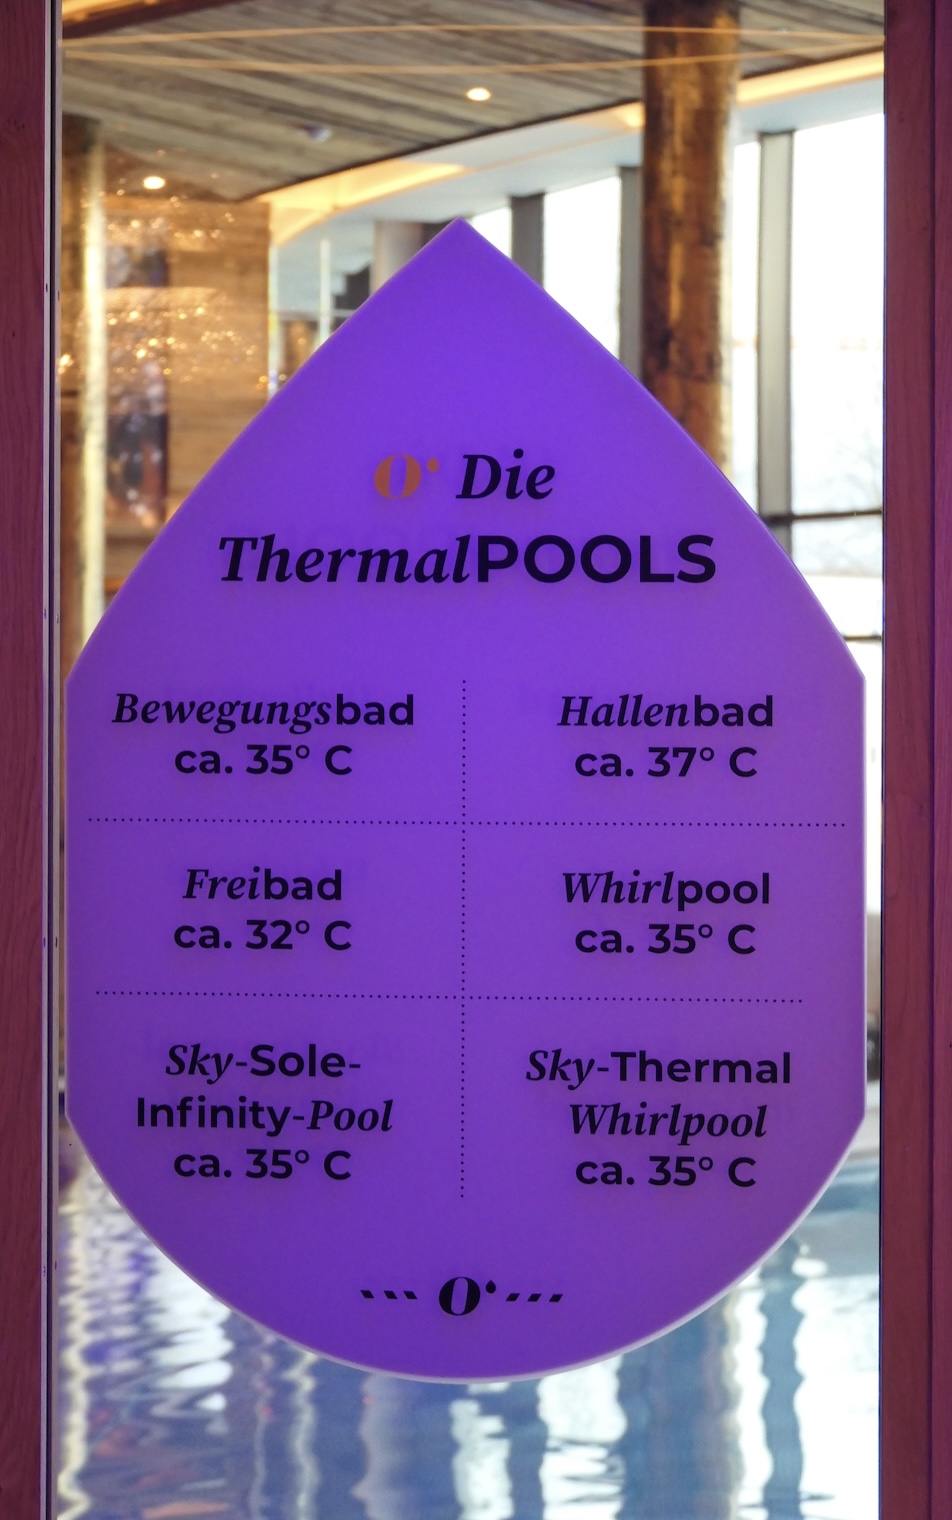 O' Die
ThermalPOOLS
Bewegungsbad
ca. 35° C
Hallenbad
ca. 37° C
Freibad
ca. 32° C
Whirlpool
ca. 35° C
Sky-Sole-
Infinity-Pool
ca. 35° C
Sky-Thermal
Whirlpool
ca. 35° C
O'